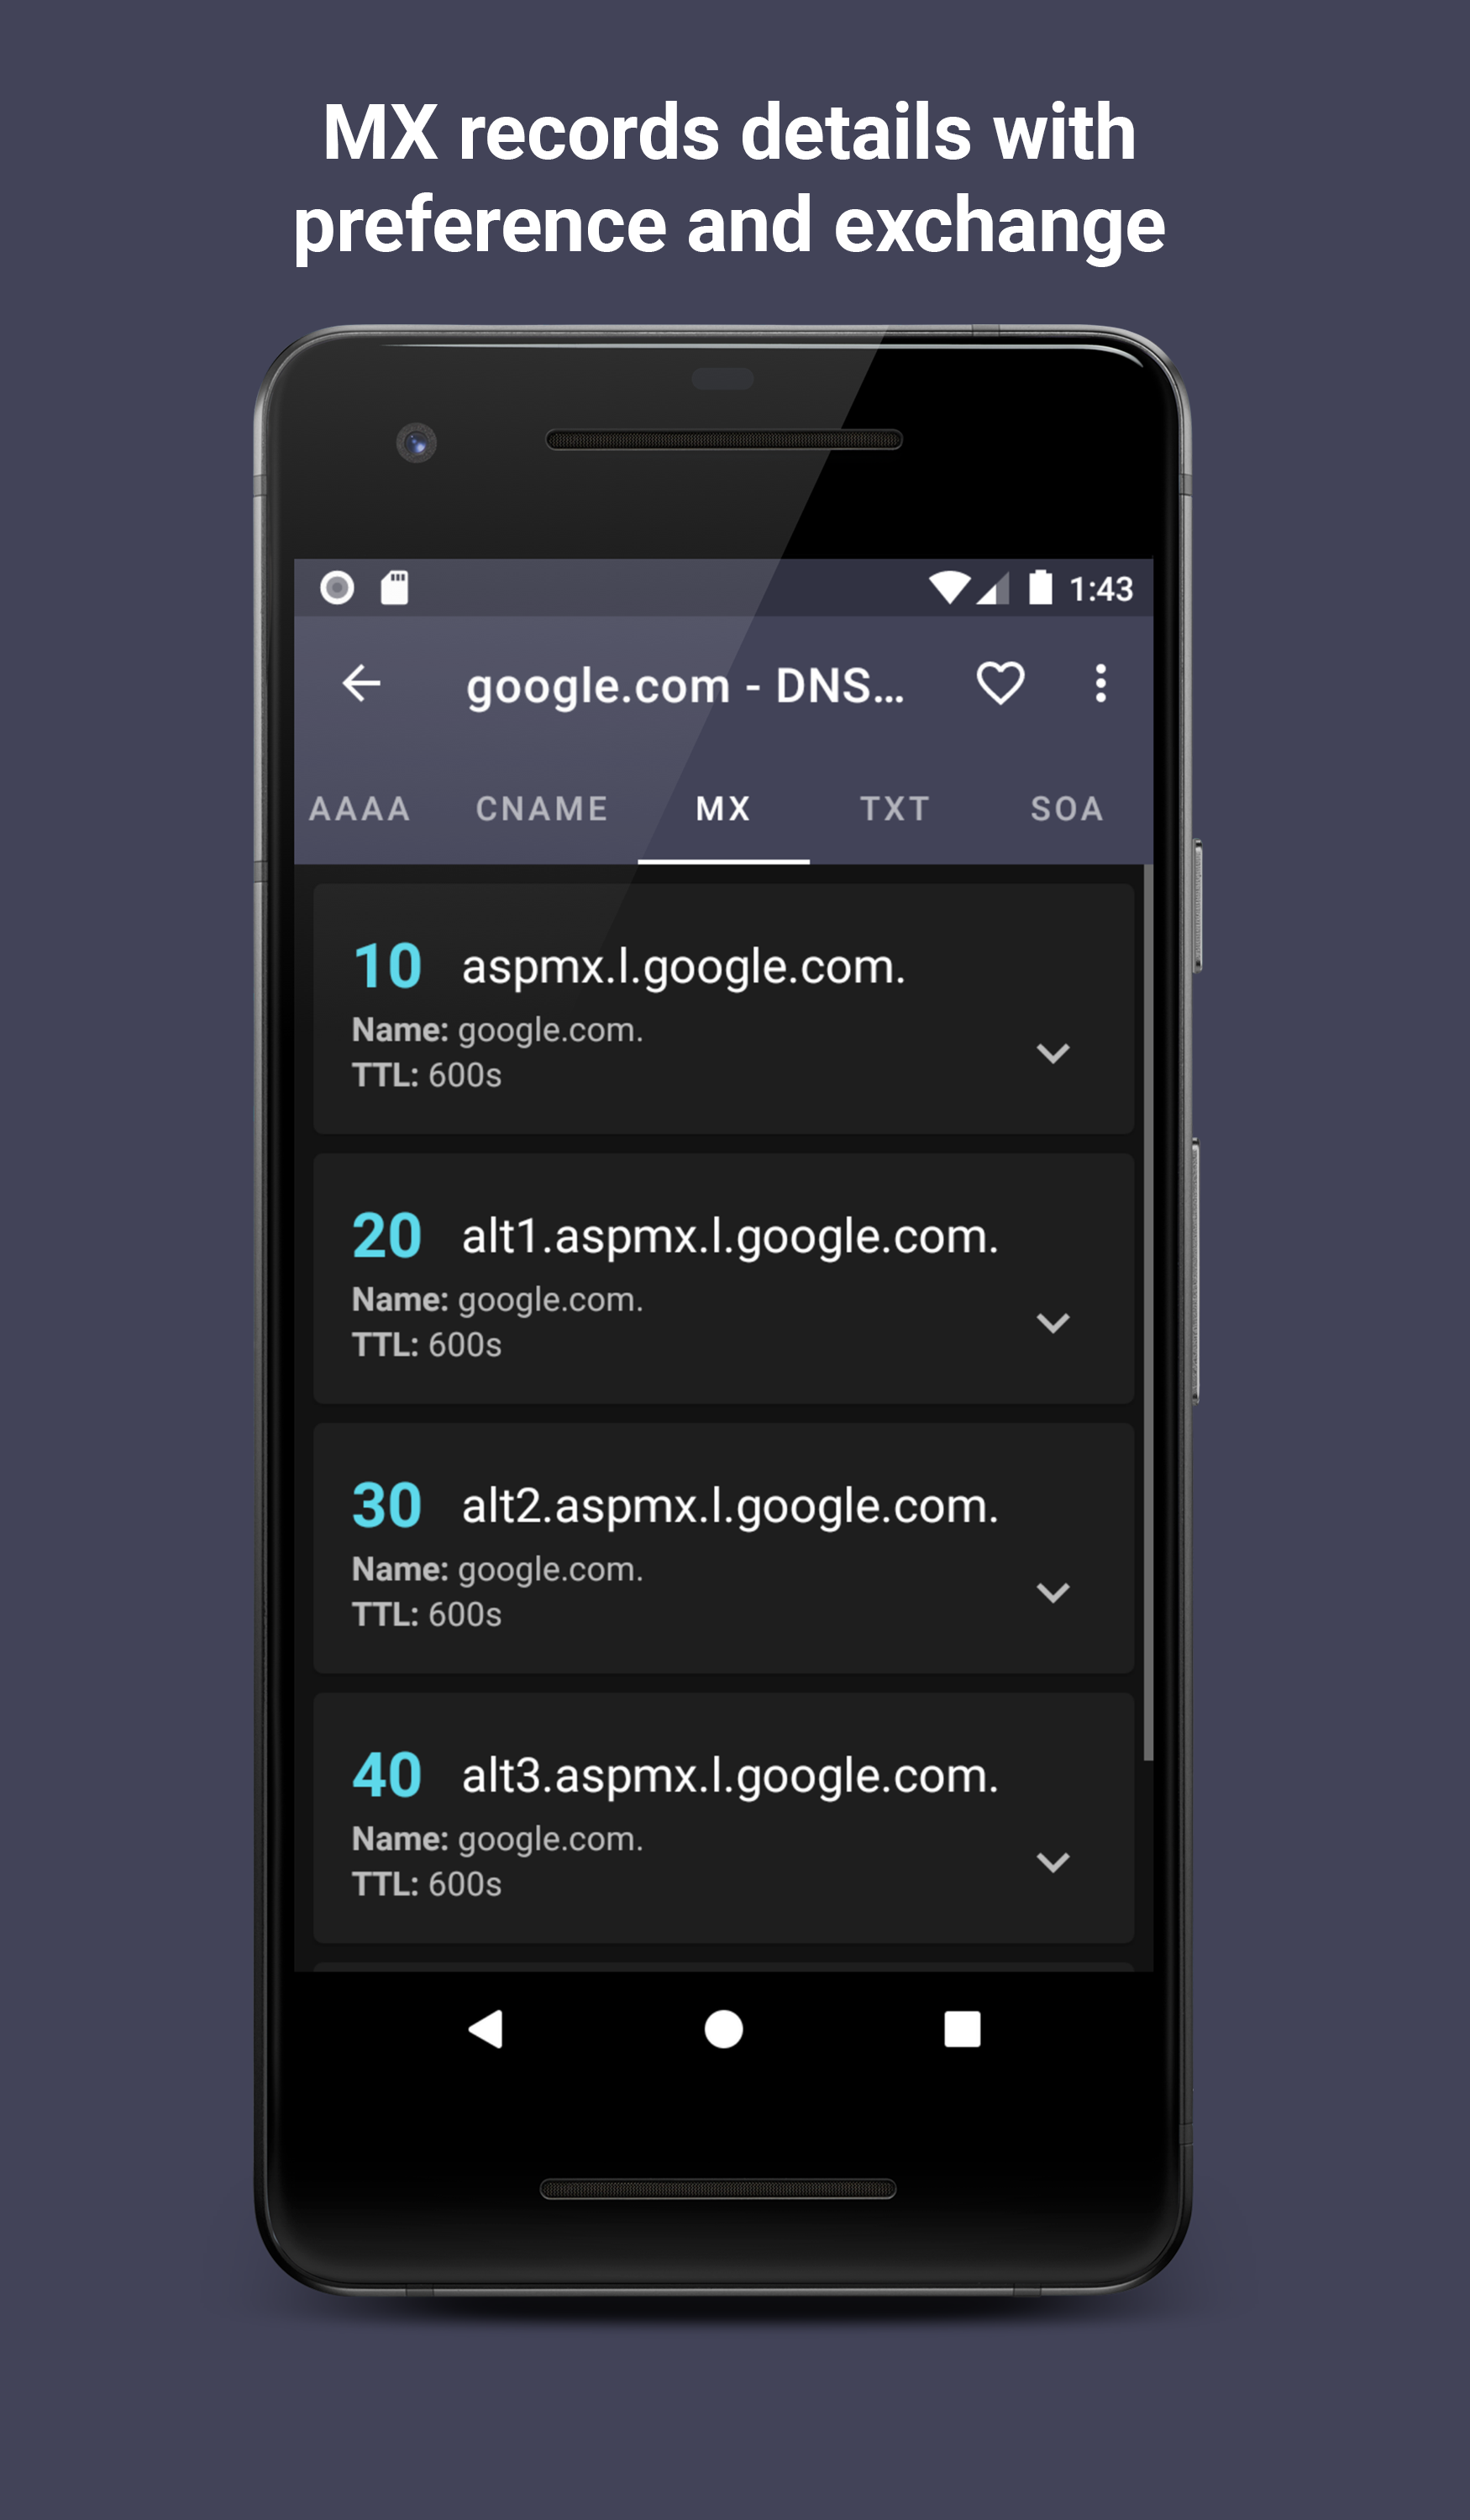 MX records details with
preference and exchange
1:43
google.com - DNS...
AAAA CNAME MX TXT SOA
10 aspmx.l.google.com.
Name: google.com.
TTL: 600s
20 alt1.aspmx.l.google.com.
Name: google.com.
TTL: 600s
30 alt2.aspmx.l.google.com.
Name: google.com.
TTL: 600s
40 alt3.aspmx.l.google.com.
Name: google.com.
TTL: 600s